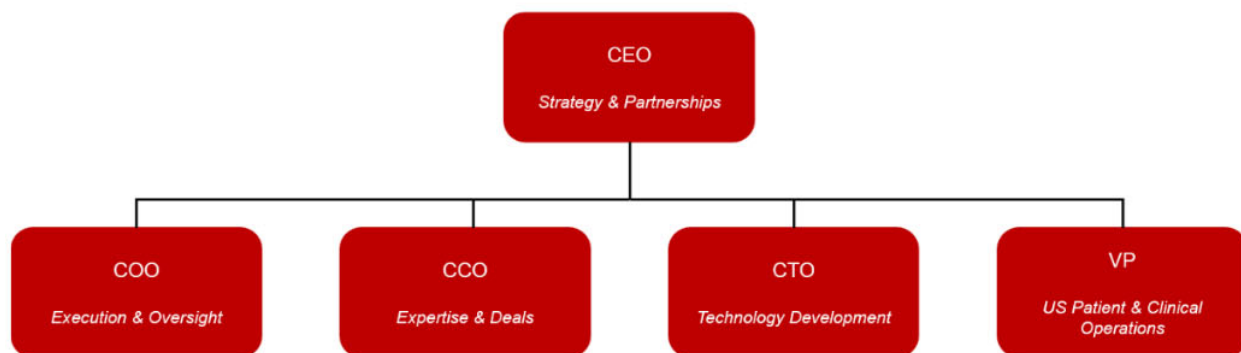 CEO
Strategy & Partnerships
COO
Execution & Oversight
CCO
Expertise & Deals
CTO
Technology Development
VP
US Patient & Clinical
Operations